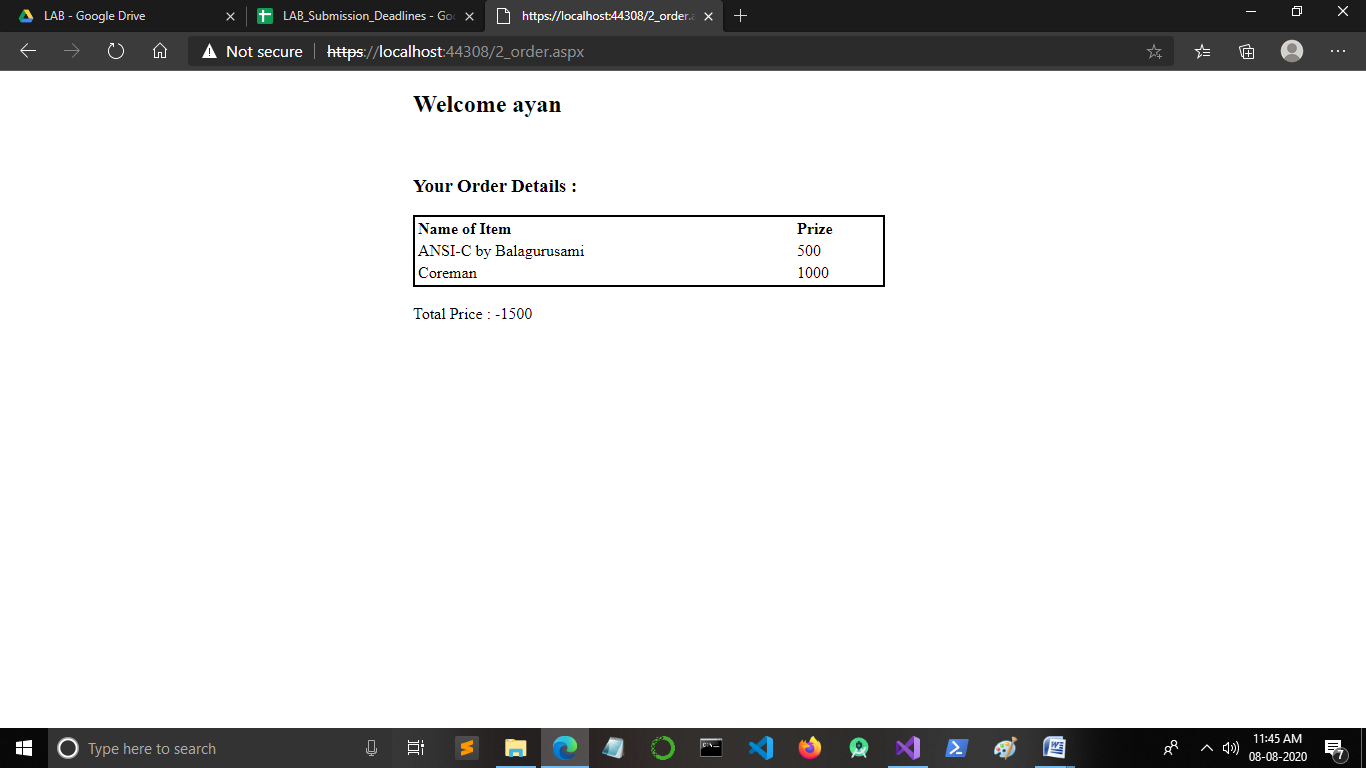 LAB - Google Drive
LAB_Submission_Deadlines - Goo
https://localhost:44308/2_order.a
Not secure
https://localhost:44308/2_order.aspx
Welcome ayan
Your Order Details :
Name of Item Prize
ANSI-C by Balagurusami 500
Coreman 1000
Total Price : -1500
Type here to search
11:45 AM
08-08-2020
7